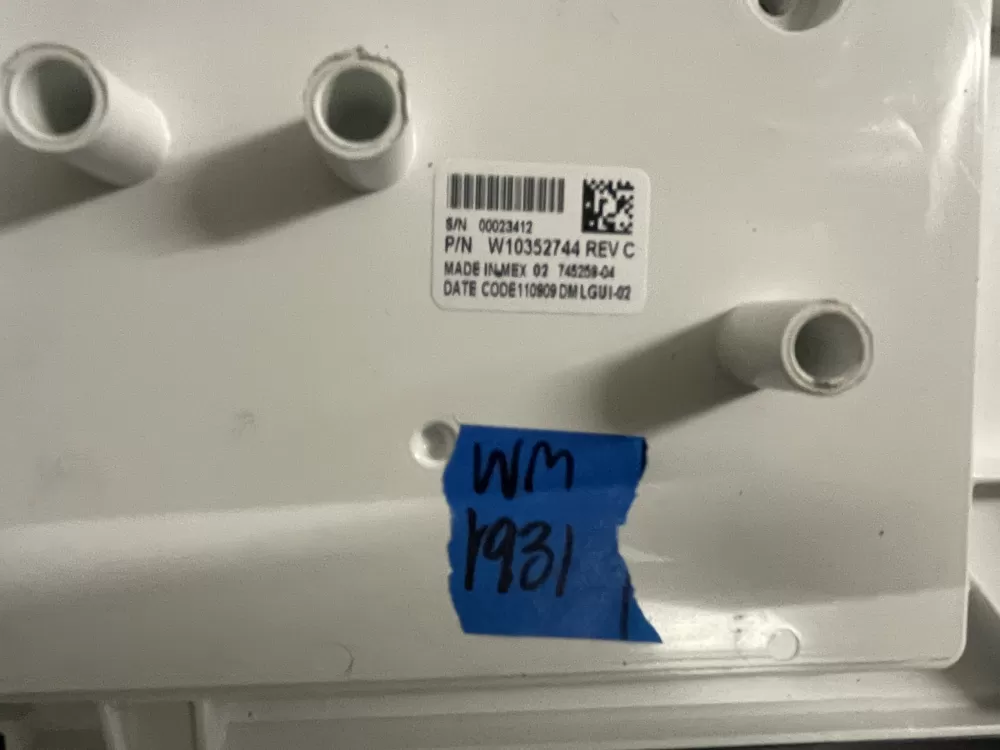 S/N 00023412
P/N W10352744 REV C
MADE IN MEX 02 745259-04
DATE CODE110909 DM LGUI-02
WM
1931